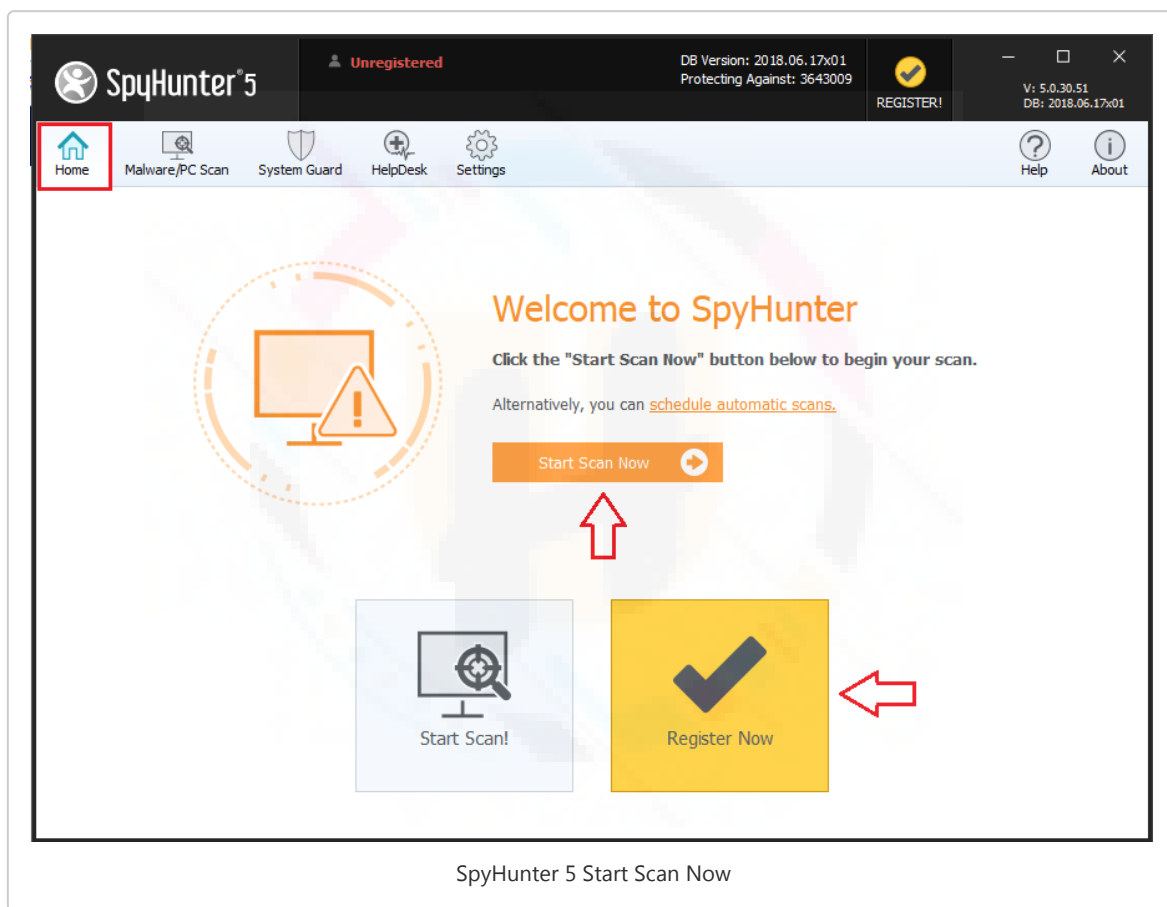 SpyHunter®5
Unregistered
DB Version: 2018.06.17x01
Protecting Against: 3643009
REGISTER!
V: 5.0.30.51
DB: 2018.06.17x01
Home
Malware/PC Scan
System Guard
HelpDesk
Settings
Help
About
Welcome to SpyHunter
Click the "Start Scan Now" button below to begin your scan.
Alternatively, you can schedule automatic scans.
Start Scan Now
Start Scan!
Register Now
SpyHunter 5 Start Scan Now